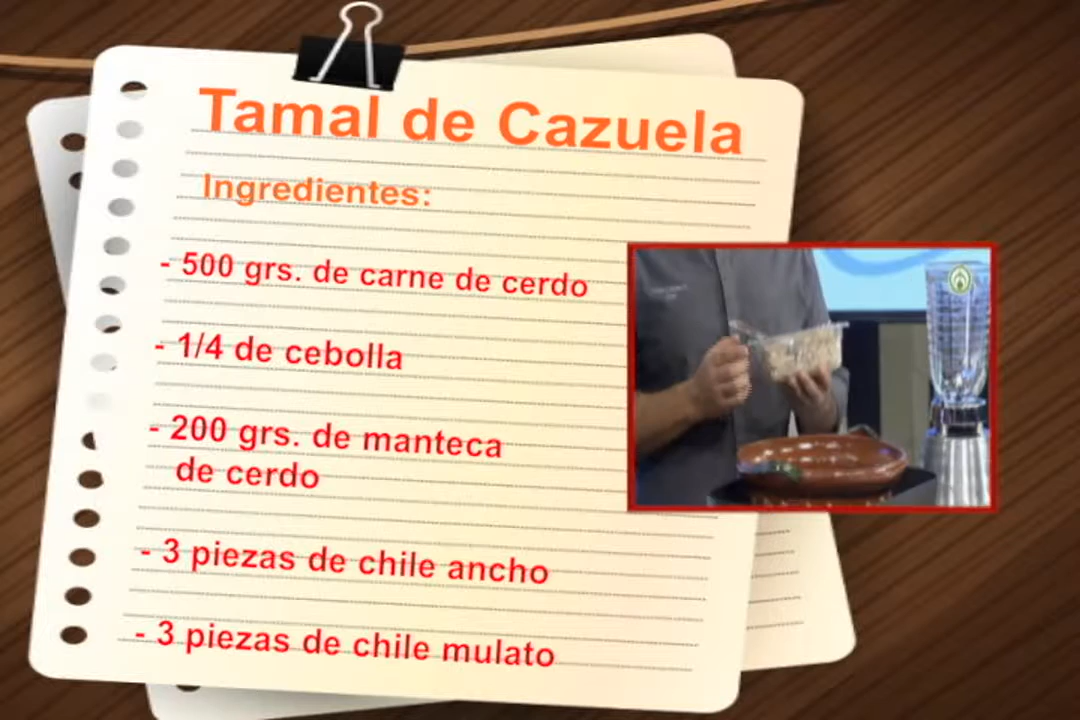 Tamal de Cazuela
Ingredientes:
- 500 grs. de carne de cerdo
- 1/4 de cebolla
- 200 grs. de manteca
de cerdo
- 3 piezas de chile ancho
- 3 piezas de chile mulato